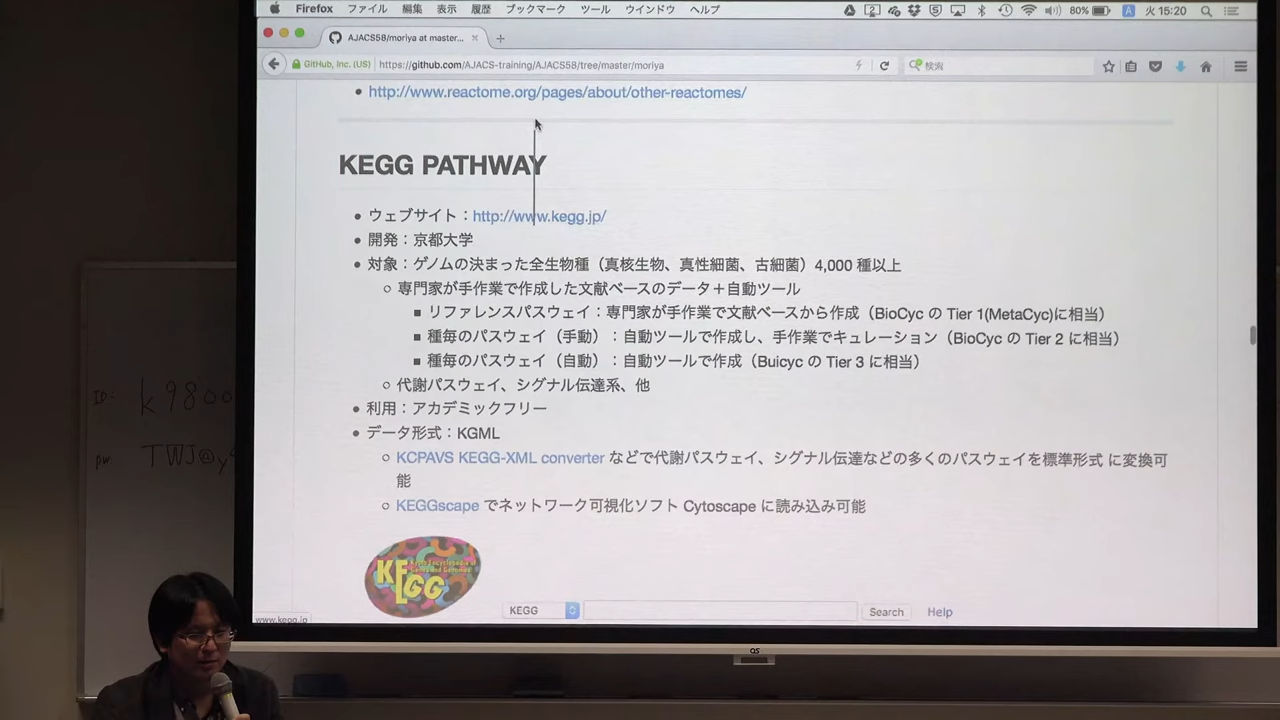 Firefox ファイル 編集 表示 履歴 ブックマーク ツール ウインドウ ヘルプ 80% A 火 15:20
AJACS58/moriya at master...
GitHub, Inc. (US) https://github.com/AJACS-training/AJACS58/tree/master/moriya 検索
http://www.reactome.org/pages/about/other-reactomes/
KEGG PATHWAY
ウェブサイト：http://www.kegg.jp/
開発：京都大学
対象：ゲノムの決まった全生物種（真核生物、真性細菌、古細菌）4,000 種以上
専門家が手作業で作成した文献ベースのデータ＋自動ツール
リファレンスパスウェイ：専門家が手作業で文献ベースから作成（BioCyc の Tier 1(MetaCyc)に相当）
種毎のパスウェイ（手動）：自動ツールで作成し、手作業でキュレーション（BioCyc の Tier 2 に相当）
種毎のパスウェイ（自動）：自動ツールで作成（Buicyc の Tier 3 に相当）
代謝パスウェイ、シグナル伝達系、他
利用：アカデミックフリー
データ形式：KGML
KCPAVS KEGG-XML converter などで代謝パスウェイ、シグナル伝達などの多くのパスウェイを標準形式 に変換可
能
KEGGscape でネットワーク可視化ソフト Cytoscape に読み込み可能
KEGG
KEGG Search Help
www.kegg.jp
ID: k9800
pw: TWJ@y